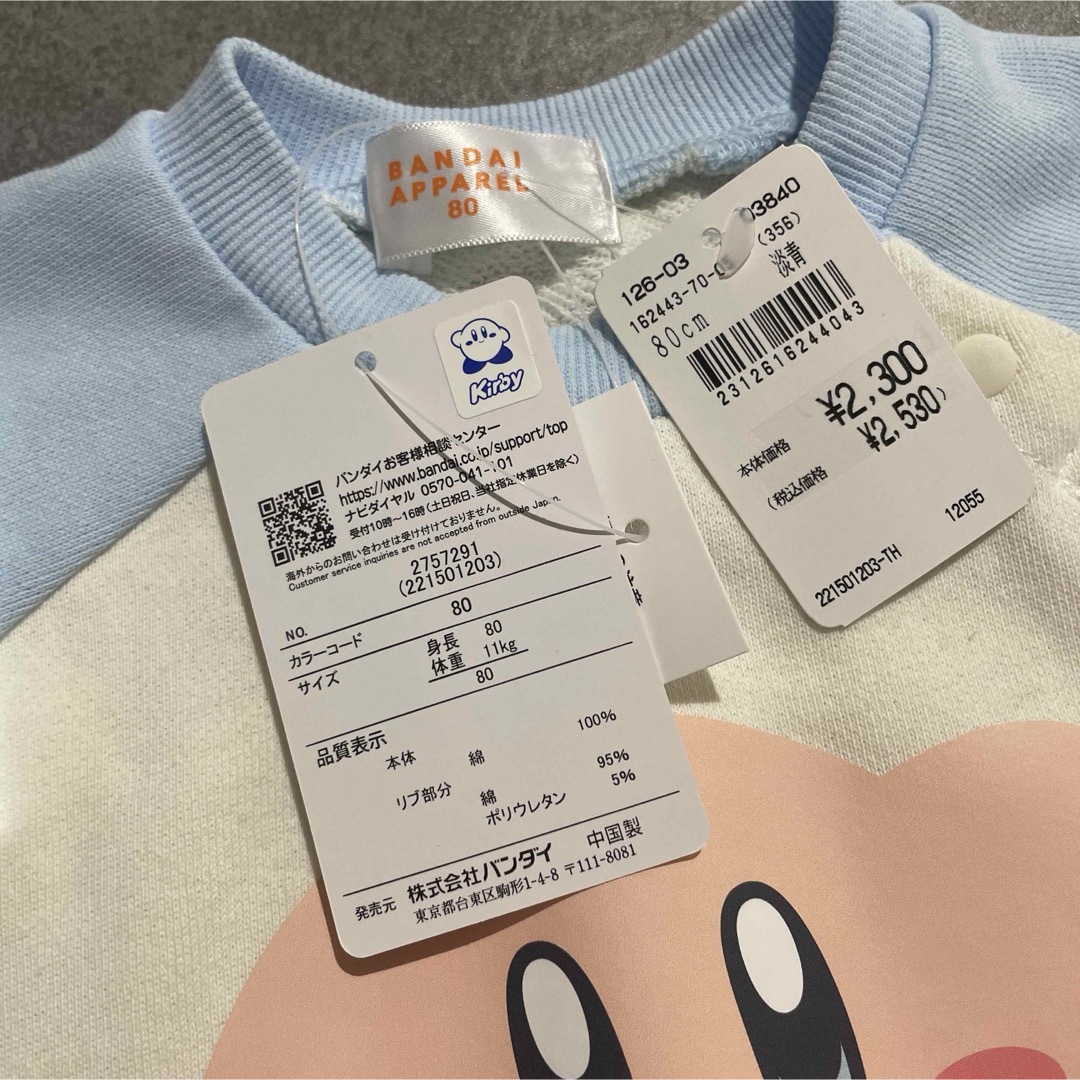 BANDAI
APPAREL
80
Kirby
バンダイお客様相談センター
https://www.bandai.co.jp/support/top
ナビダイヤル 0570-041-101
受付10時~16時(土日祝日、当社指定休業日を除く)
海外からのお問い合わせは受け付けておりません。
Customer service inquiries are not accepted from outside Japan.
2757291
(221501203)
NO.
80
カラーコード
身長 80
体重 11kg
サイズ
80
品質表示
本体 綿 100%
リブ部分 綿 95%
ポリウレタン 5%
発売元 株式会社バンダイ 中国製
東京都台東区駒形1-4-8 〒111-8081
126-03
03840
162443-70-0
(356)
80cm
淡青
2312616244043
本体価格 ¥2,300
(税込価格 ¥2,530)
12055
221501203-TH